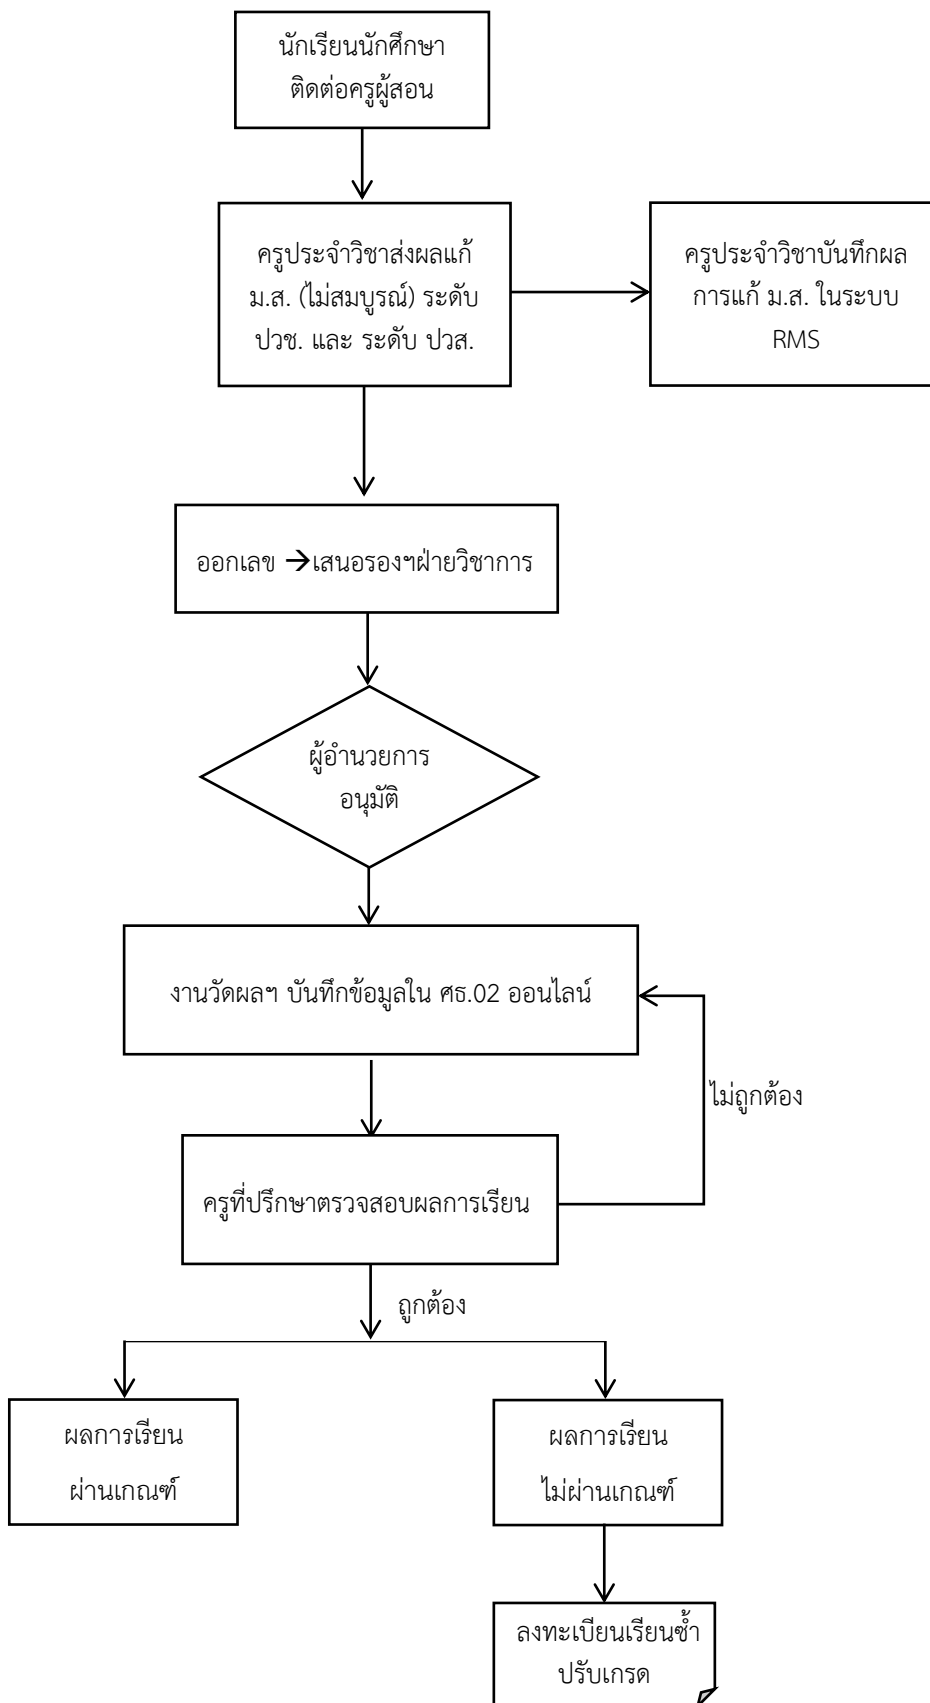 นักเรียนนักศึกษา
ติดต่อครูผู้สอน
ครูประจำวิชาส่งผลแก้
ม.ส. (ไม่สมบูรณ์) ระดับ
ปวช. และ ระดับ ปวส.
ครูประจำวิชาบันทึกผล
การแก้ ม.ส. ในระบบ
RMS
ออกเลข →เสนอรองฯฝ่ายวิชาการ
ผู้อำนวยการ
อนุมัติ
งานวัดผลฯ บันทึกข้อมูลใน ศธ.02 ออนไลน์
ไม่ถูกต้อง
ครูที่ปรึกษาตรวจสอบผลการเรียน
ถูกต้อง
ผลการเรียน
ผ่านเกณฑ์
ผลการเรียน
ไม่ผ่านเกณฑ์
ลงทะเบียนเรียนซ้ำ
ปรับเกรด